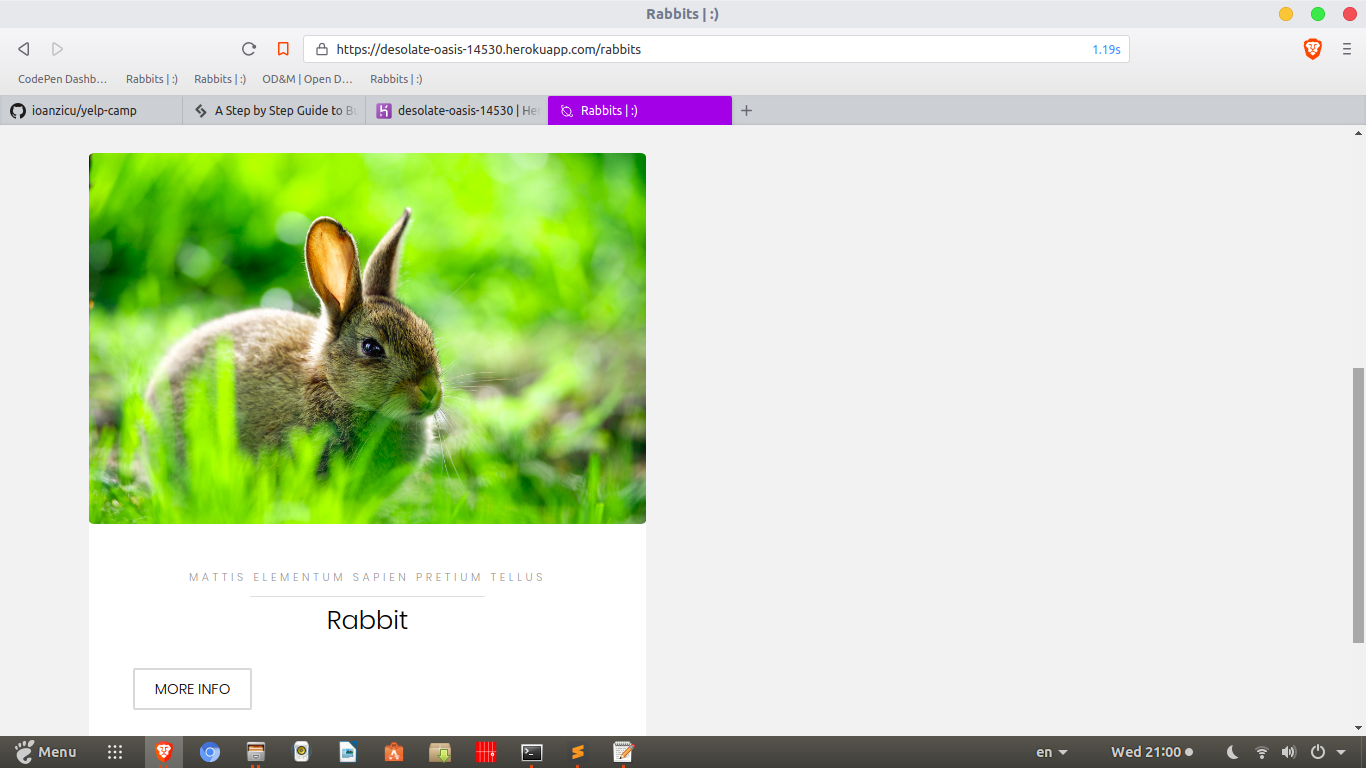 Rabbits | :)
https://desolate-oasis-14530.herokuapp.com/rabbits
1.19s
CodePen Dashb…
Rabbits | :)
Rabbits | :)
OD&M | Open D…
Rabbits | :)
ioanzicu/yelp-camp
A Step by Step Guide to Bu
desolate-oasis-14530 | He
Rabbits | :)
MATTIS ELEMENTUM SAPIEN PRETIUM TELLUS
Rabbit
MORE INFO
Menu
en
Wed 21:00